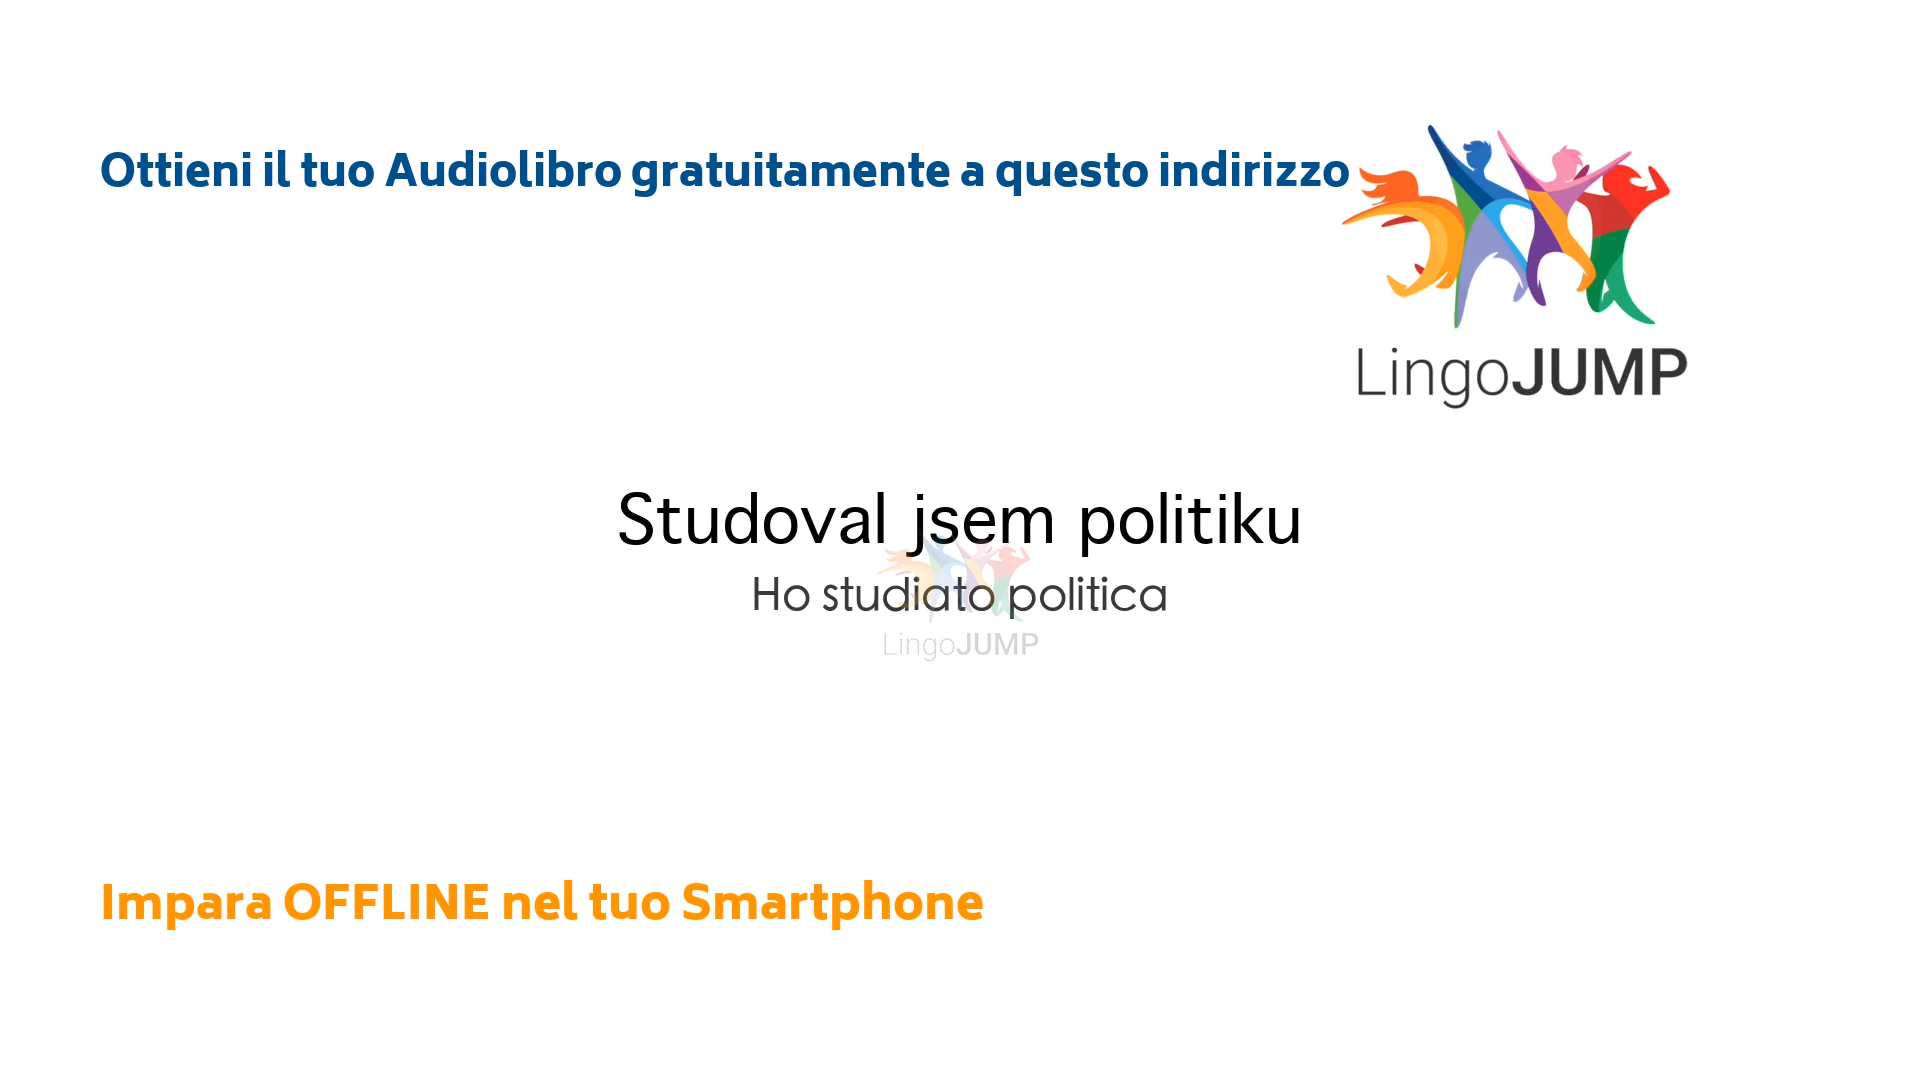 Ottieni il tuo Audiolibro gratuitamente a questo indirizzo
LingoJUMP
Studoval jsem politiku
Ho studiato politica
LingoJUMP
Impara OFFLINE nel tuo Smartphone